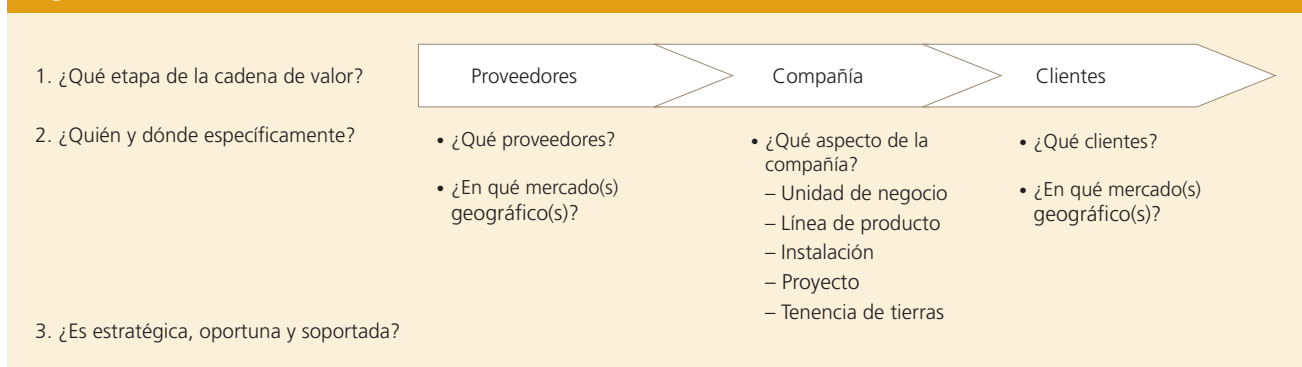 1. ¿Qué etapa de la cadena de valor?
Proveedores
Compañía
Clientes
2. ¿Quién y dónde específicamente?
• ¿Qué proveedores?
• ¿En qué mercado(s)
geográfico(s)?
• ¿Qué aspecto de la
compañía?
– Unidad de negocio
– Línea de producto
– Instalación
– Proyecto
– Tenencia de tierras
• ¿Qué clientes?
• ¿En qué mercado(s)
geográfico(s)?
3. ¿Es estratégica, oportuna y soportada?